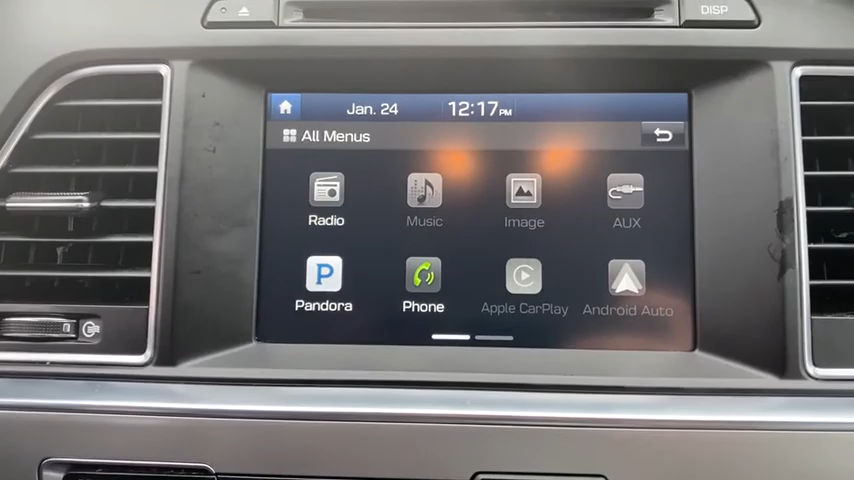 DISP
Jan. 24
12:17PM
All Menus
Radio
Music
Image
AUX
P
Pandora
Phone
Apple CarPlay
Android Auto